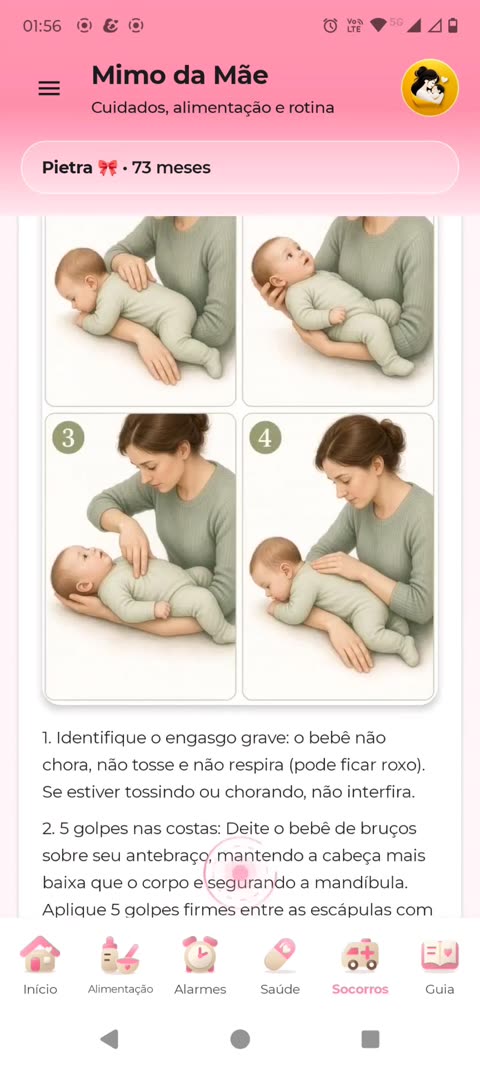 01:56
Vo)) LTE
5G
Mimo da Mãe
Cuidados, alimentação e rotina
Pietra 🎀 • 73 meses
3
4
1. Identifique o engasgo grave: o bebê não
chora, não tosse e não respira (pode ficar roxo).
Se estiver tossindo ou chorando, não interfira.
2. 5 golpes nas costas: Deite o bebê de bruços
sobre seu antebraço, mantendo a cabeça mais
baixa que o corpo e segurando a mandíbula.
Aplique 5 golpes firmes entre as escápulas com
Início
Alimentação
Alarmes
Saúde
Socorros
Guia